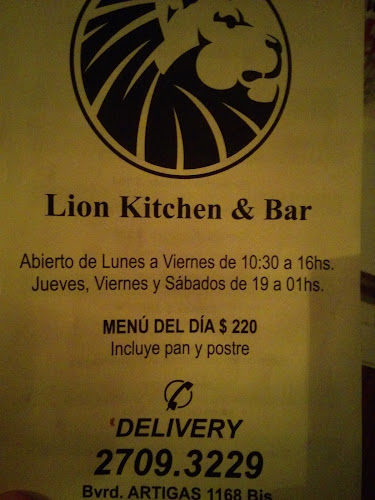 Lion Kitchen & Bar
Abierto de Lunes a Viernes de 10:30 a 16hs.
Jueves, Viernes y Sábados de 19 a 01hs.
MENÚ DEL DÍA $ 220
Incluye pan y postre
DELIVERY
2709.3229
Bvrd. ARTIGAS 1168 Bis